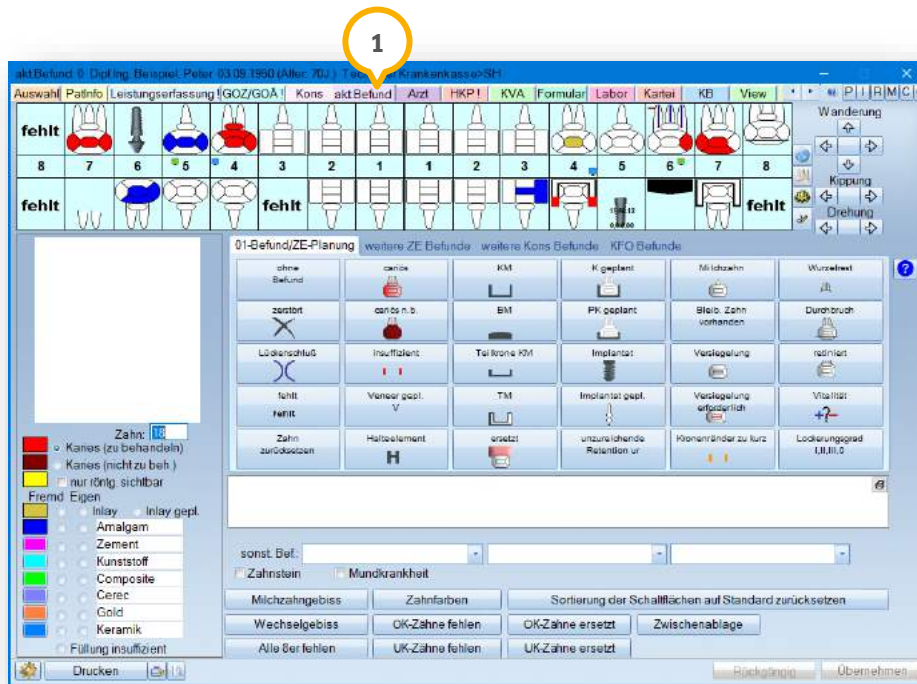 1
akt.Befund: 0 Dipl.Ing. Beispiel, Peter 03.09.1950 (Alter: 70J.) Krankenkasse>SH
Auswahl PatInfo Leistungserfassung! GOZ/GOÄ! Kons akt.Befund Arzt HKP! KVA Formular Labor Kartei KB View P I R M C
Wanderung
fehlt
8 7 6 5 4 3 2 1 1 2 3 4 5 6 7 8
Kippung
fehlt fehlt fehlt
Drehung
01-Befund/ZE-Planung weitere ZE Befunde weitere Kons Befunde KFO Befunde
ohne Befund cariös KM K geplant Milchzahn Wurzelrest
zerstört cariös n.b. BM PK geplant Bleib. Zahn vorhanden Durchbruch
Lückenschluß insuffizient Teilkrone KM Implantat Versiegelung retiniert
fehlt Veneer gepl. TM Implantat gepl. Versiegelung erforderlich Vitalität
fehlt V +?-
Zahn zurücksetzen Halteelement ersetzt unzureichende Retention ur Kronenränder zu kurz Lockerungsgrad I,II,III,0
H
Zahn: 18
Karies (zu behandeln)
Karies (nicht zu beh.)
nur röntg. sichtbar
Fremd Eigen
Inlay Inlay gepl.
Amalgam
Zement
Kunststoff
Composite
Cerec
Gold
Keramik
Füllung insuffizient
sonst. Bef.:
Zahnstein Mundkrankheit
Milchzahngebiss Zahnfarben Sortierung der Schaltflächen auf Standard zurücksetzen
Wechselgebiss OK-Zähne fehlen OK-Zähne ersetzt Zwischenablage
Alle 8er fehlen UK-Zähne fehlen UK-Zähne ersetzt
Drucken Rückgängig Übernehmen